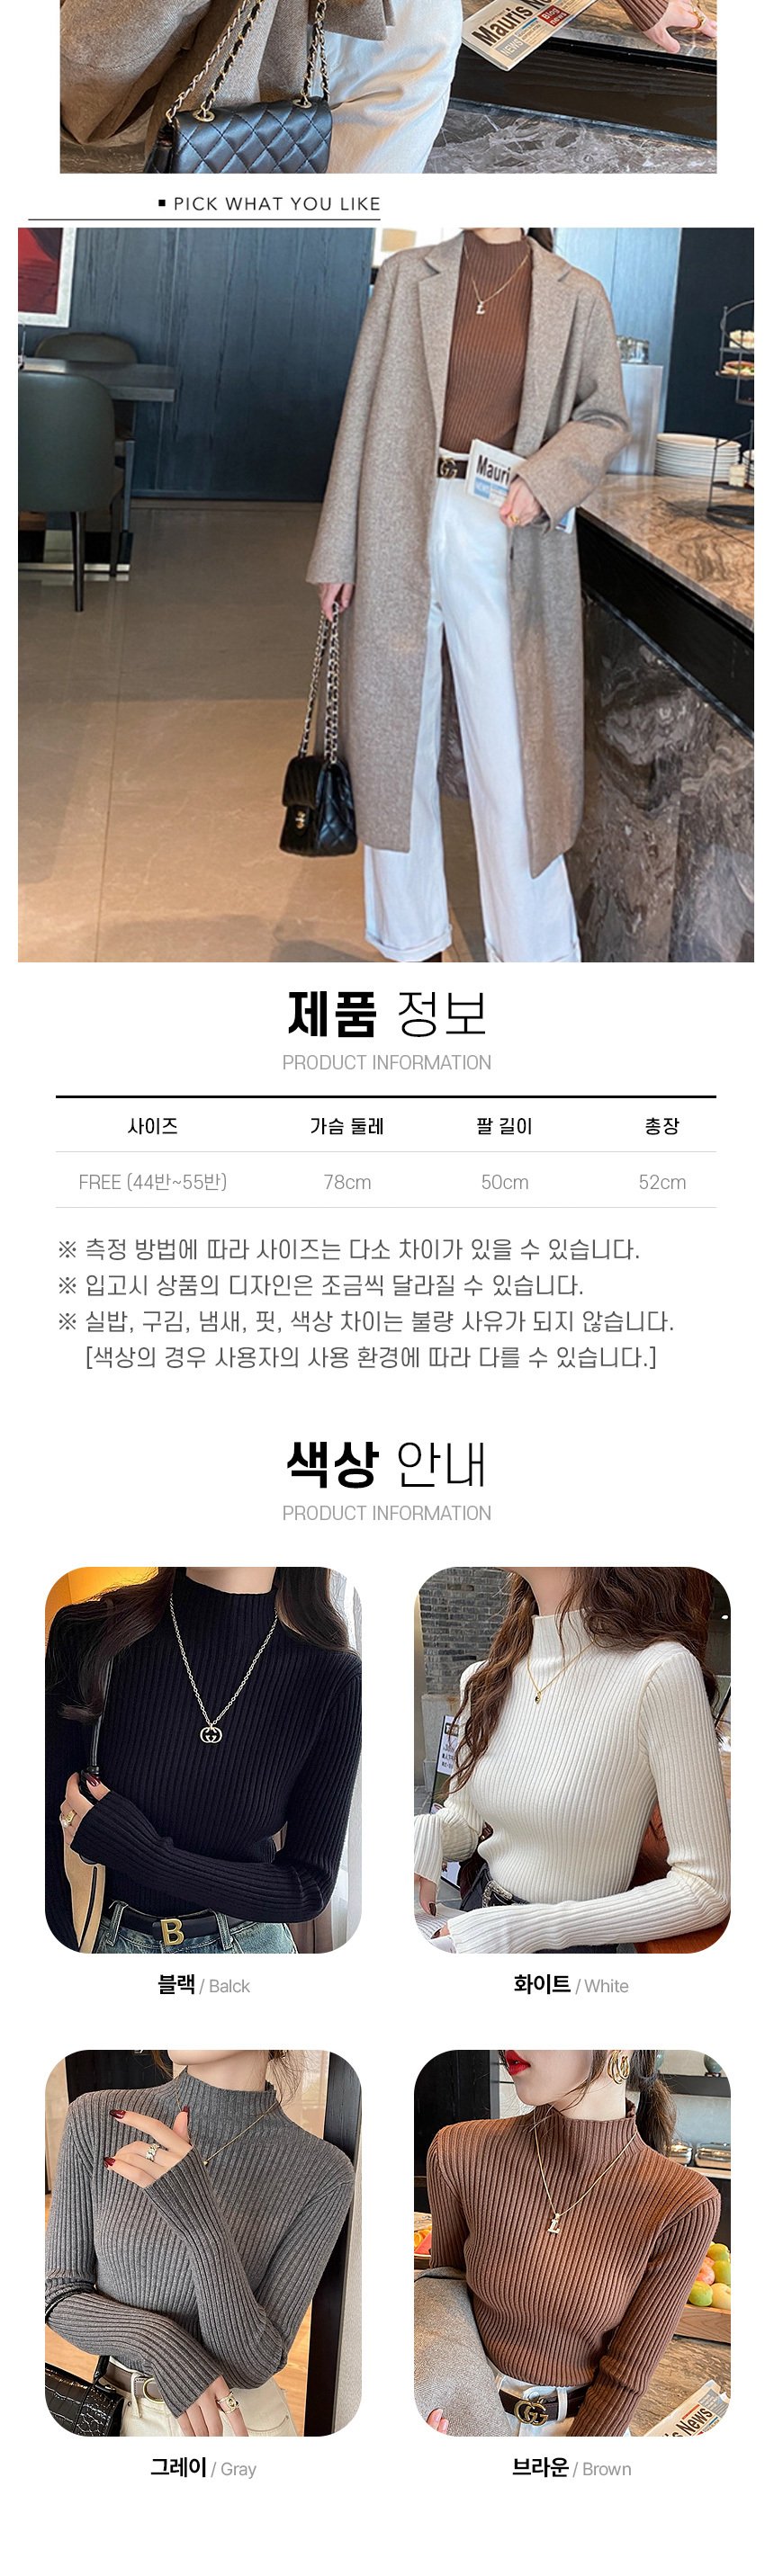 Mauris
Blog
news
NEWS
■ PICK WHAT YOU LIKE
L
Mauri
제품 정보
PRODUCT INFORMATION
사이즈 가슴 둘레 팔 길이 총장
FREE (44반~55반) 78cm 50cm 52cm
※ 측정 방법에 따라 사이즈는 다소 차이가 있을 수 있습니다.
※ 입고시 상품의 디자인은 조금씩 달라질 수 있습니다.
※ 실밥, 구김, 냄새, 핏, 색상 차이는 불량 사유가 되지 않습니다.
[색상의 경우 사용자의 사용 환경에 따라 다를 수 있습니다.]
색상 안내
PRODUCT INFORMATION
B
블랙 / Balck
화이트 / White
L
s News
그레이 / Gray
브라운 / Brown